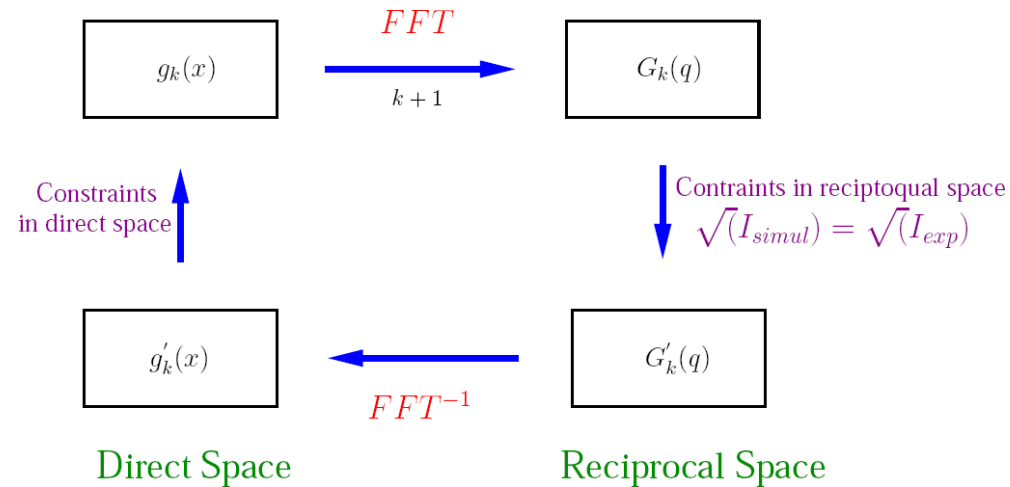 FFT
g_k(x)
G_k(q)
k + 1
Constraints
in direct space
Contraints in reciptoqual space
√(I_simul) = √(I_exp)
g'_k(x)
G'_k(q)
FFT^{-1}
Direct Space
Reciprocal Space